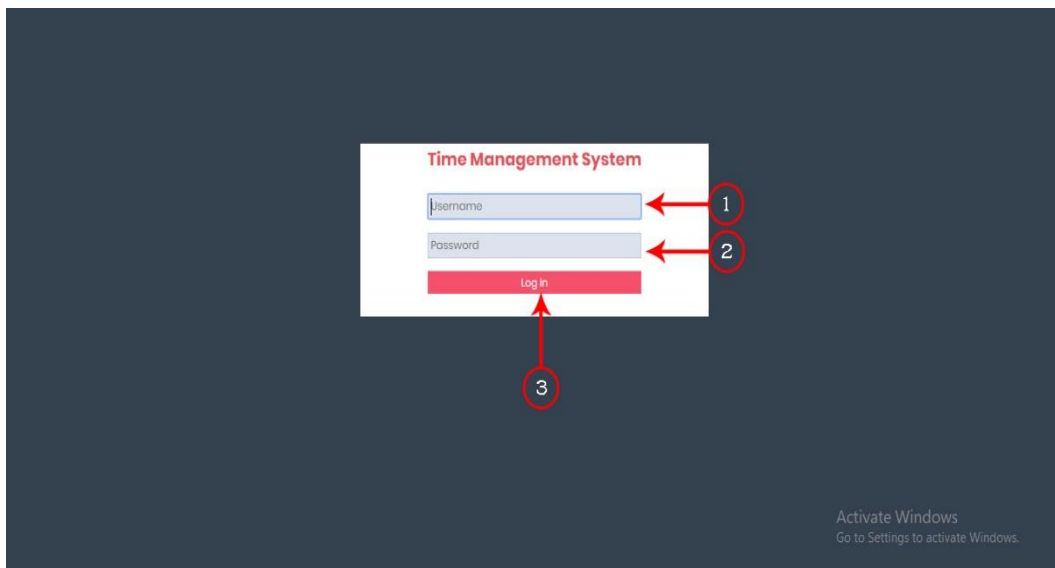 Time Management System
Username
1
Password
2
Log in
3
Activate Windows
Go to Settings to activate Windows.